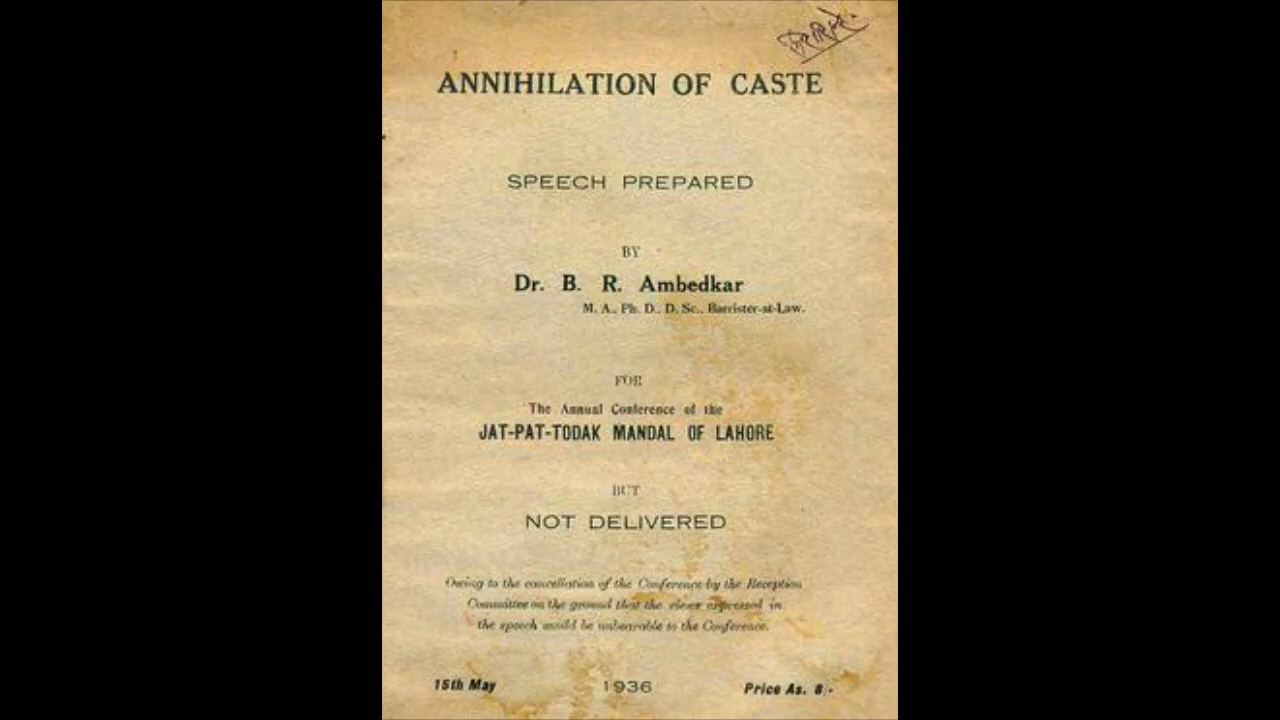 ANNIHILATION OF CASTE
SPEECH PREPARED
BY
Dr. B. R. Ambedkar
M. A., Ph. D., D. Sc., Barrister-at-Law.
FOR
The Annual Conference of the
JAT-PAT-TODAK MANDAL OF LAHORE
BUT
NOT DELIVERED
Owing to the cancellation of the Conference by the Reception
Committee on the ground that the views expressed in
the speech would be unbearable to the Conference.
15th May 1936 Price As. 8/-